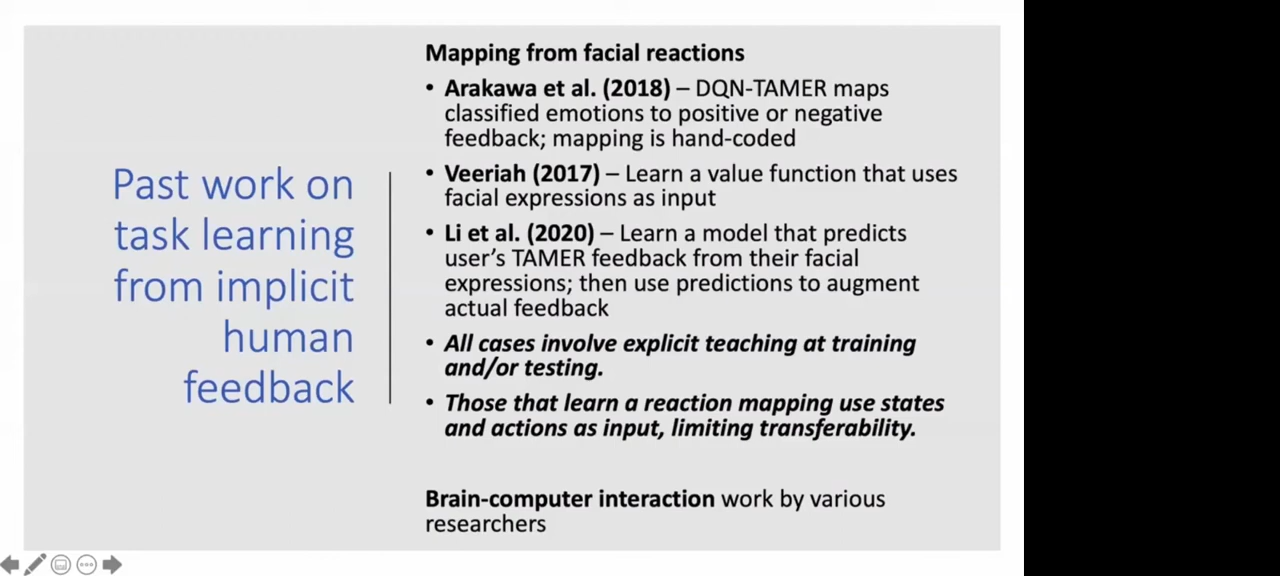 Past work on
task learning
from implicit
human
feedback
Mapping from facial reactions
• Arakawa et al. (2018) – DQN-TAMER maps
classified emotions to positive or negative
feedback; mapping is hand-coded
• Veeriah (2017) – Learn a value function that uses
facial expressions as input
• Li et al. (2020) – Learn a model that predicts
user's TAMER feedback from their facial
expressions; then use predictions to augment
actual feedback
• All cases involve explicit teaching at training
and/or testing.
• Those that learn a reaction mapping use states
and actions as input, limiting transferability.
Brain-computer interaction work by various
researchers